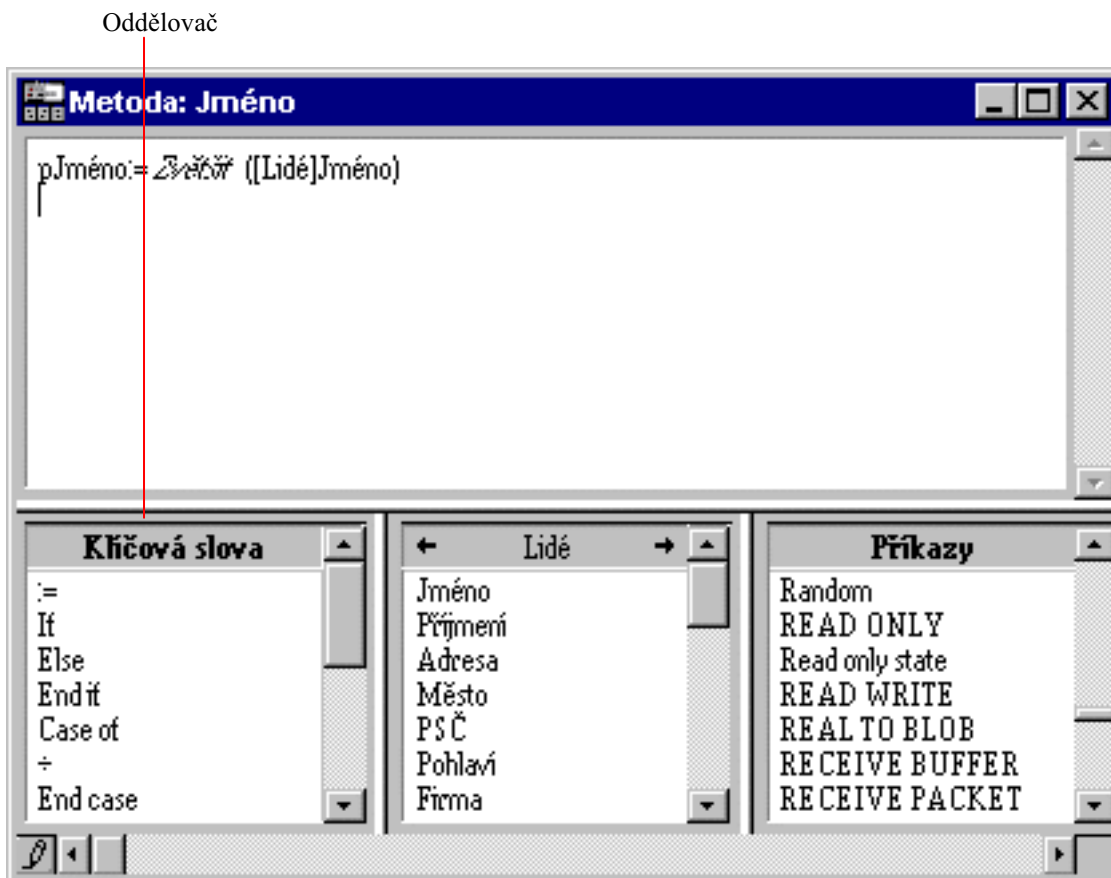 Oddělovač
Metoda: Jméno
pJméno:= Zvětšit ([Lidé]Jméno)
Klíčová slova
:=
If
Else
End if
Case of
÷
End case
← Lidé →
Jméno
Příjmení
Adresa
Město
PSČ
Pohlaví
Firma
Příkazy
Random
READ ONLY
Read only state
READ WRITE
REAL TO BLOB
RECEIVE BUFFER
RECEIVE PACKET